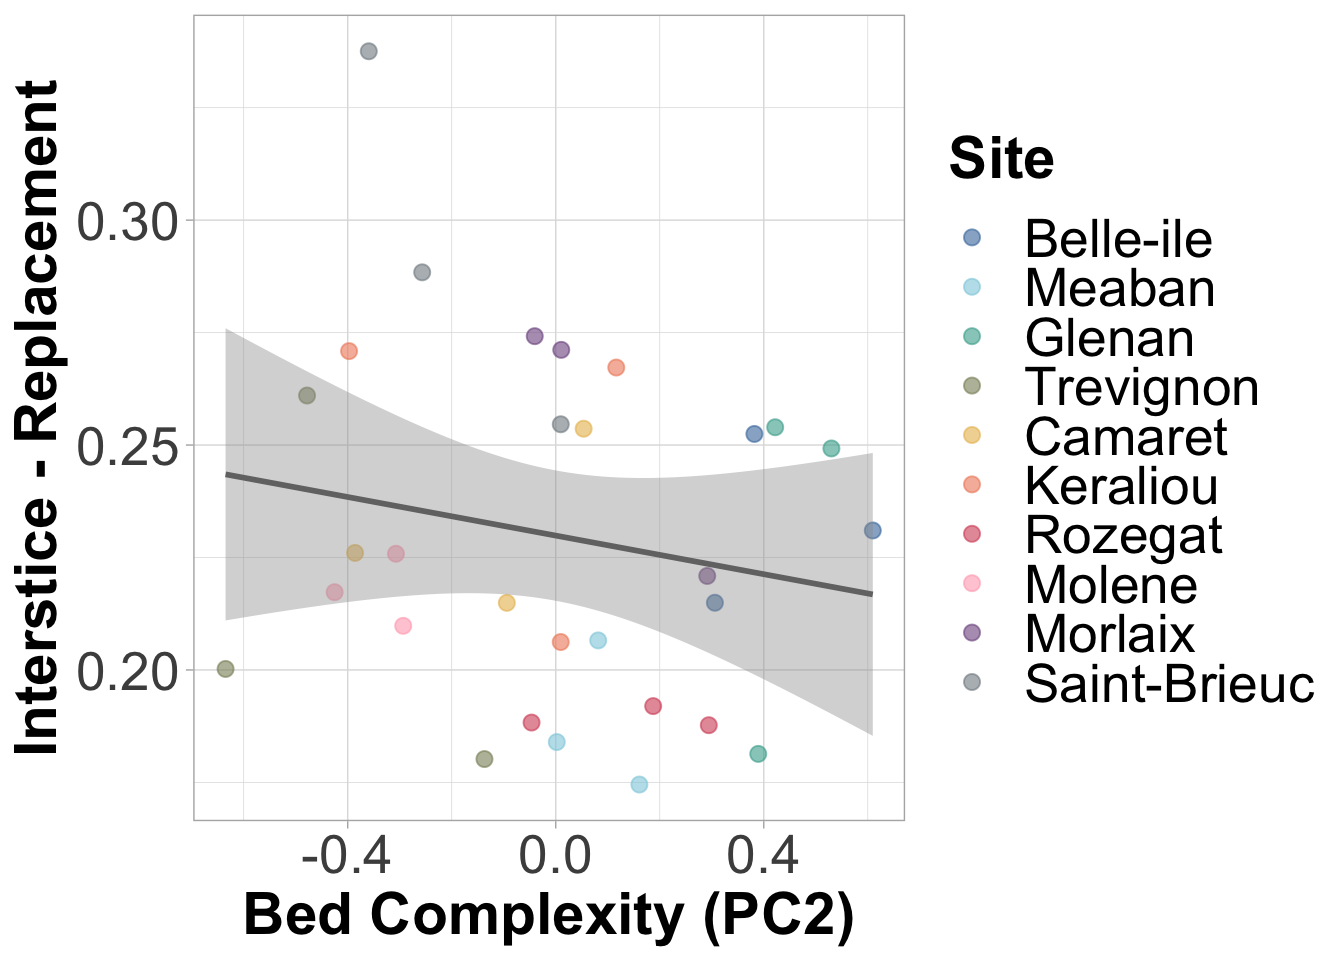 Interstice - Replacement
0.30
0.25
0.20
-0.4
0.0
0.4
Bed Complexity (PC2)
Site
Belle-ile
Meaban
Glenan
Trevignon
Camaret
Keraliou
Rozegat
Molene
Morlaix
Saint-Brieuc